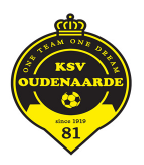 ONE TEAM ONE DREAM
KSV
OUDENAARDE
since 1919
81